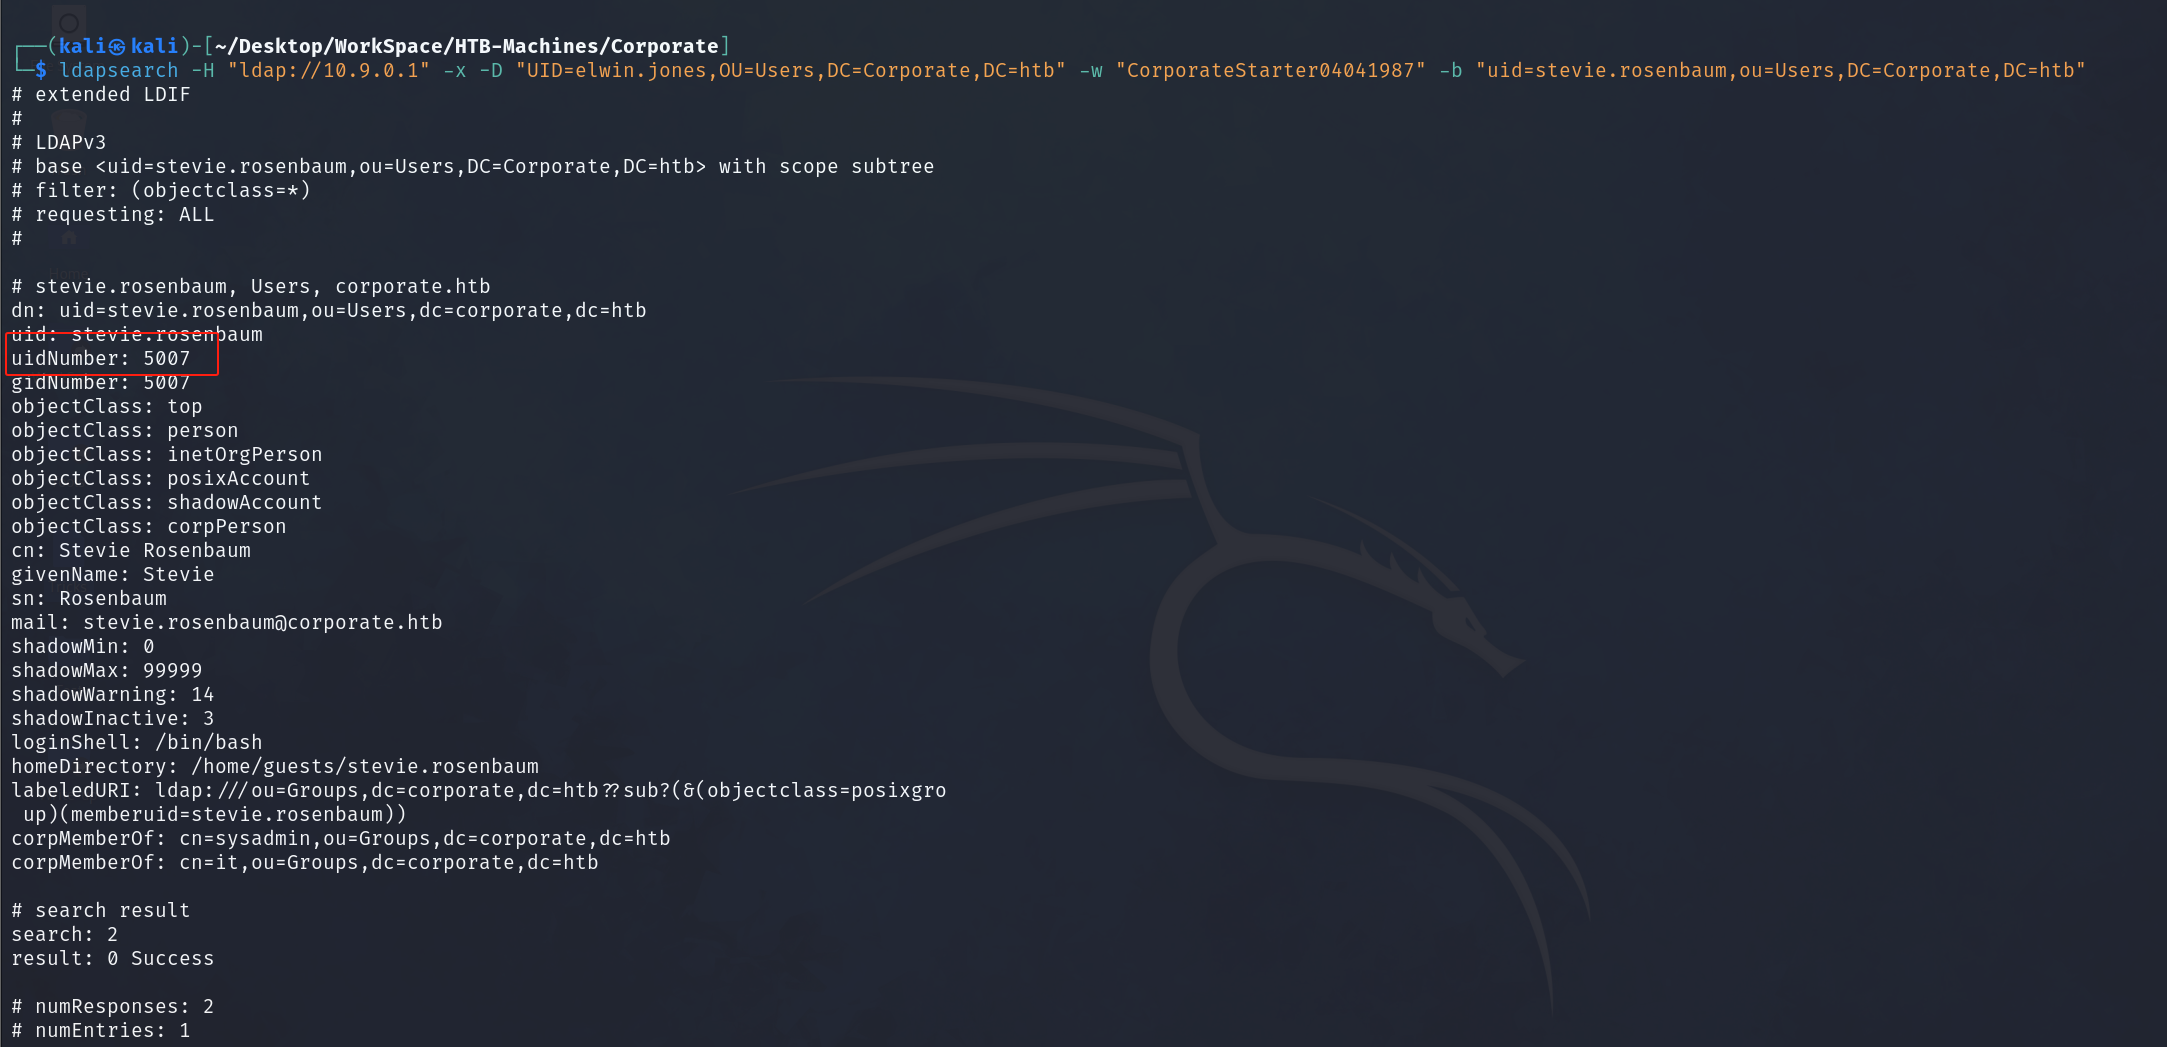 ┌──(kali㉿kali)-[~/Desktop/WorkSpace/HTB-Machines/Corporate]
└─$ ldapsearch -H "ldap://10.9.0.1" -x -D "UID=elwin.jones,OU=Users,DC=Corporate,DC=htb" -w "CorporateStarter04041987" -b "uid=stevie.rosenbaum,ou=Users,DC=Corporate,DC=htb"
# extended LDIF
#
# LDAPv3
# base <uid=stevie.rosenbaum,ou=Users,DC=Corporate,DC=htb> with scope subtree
# filter: (objectclass=*)
# requesting: ALL
#
Home
# stevie.rosenbaum, Users, corporate.htb
dn: uid=stevie.rosenbaum,ou=Users,dc=corporate,dc=htb
uid: stevie.rosenbaum
uidNumber: 5007
gidNumber: 5007
objectClass: top
objectClass: person
objectClass: inetOrgPerson
objectClass: posixAccount
objectClass: shadowAccount
objectClass: corpPerson
cn: Stevie Rosenbaum
givenName: Stevie
sn: Rosenbaum
mail: stevie.rosenbaum@corporate.htb
shadowMin: 0
shadowMax: 99999
shadowWarning: 14
shadowInactive: 3
loginShell: /bin/bash
homeDirectory: /home/guests/stevie.rosenbaum
labeledURI: ldap:///ou=Groups,dc=corporate,dc=htb??sub?(&(objectclass=posixgro
 up)(memberuid=stevie.rosenbaum))
corpMemberOf: cn=sysadmin,ou=Groups,dc=corporate,dc=htb
corpMemberOf: cn=it,ou=Groups,dc=corporate,dc=htb

# search result
search: 2
result: 0 Success

# numResponses: 2
# numEntries: 1